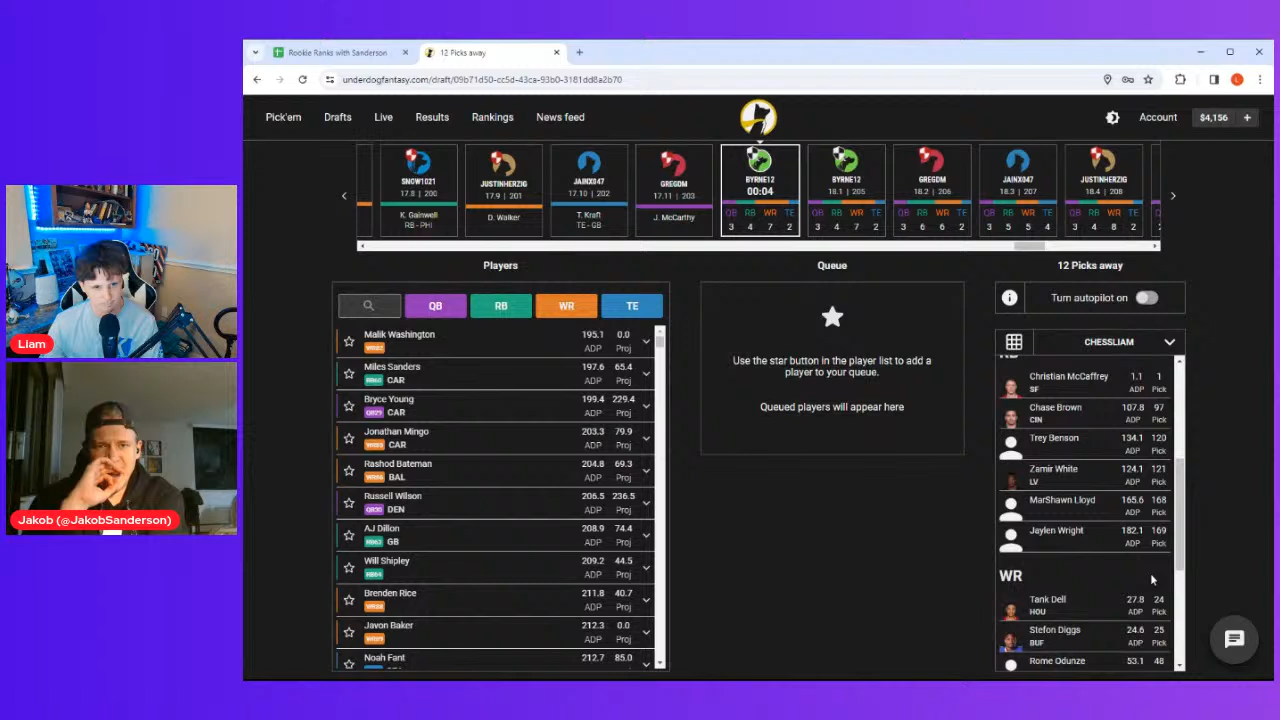 Rookie Ranks with Sanderson
12 Picks away
underdogfantasy.com/draft/09b71d50-cc5d-43ca-93b0-3181dd8a2b70
Pick'em Drafts Live Results Rankings News feed Account $4,156 +
SNOW1021
17.8 | 200
K. Gainwell
RB - PHI
JUSTINHERZIG
17.9 | 201
D. Walker
JAINX047
17.10 | 202
T. Kraft
TE - GB
GREGDM
17.11 | 203
J. McCarthy
BYRNE12
00:04
QB RB WR TE
3 4 7 2
BYRNE12
18.1 | 205
QB RB WR TE
3 4 7 2
GREGDM
18.2 | 206
QB RB WR TE
3 6 6 2
JAINX047
18.3 | 207
QB RB WR TE
3 5 5 4
JUSTINHERZIG
18.4 | 208
QB RB WR TE
3 4 8 2
Players
QB RB WR TE
Malik Washington 195.1 0.0
ADP Proj
Miles Sanders 197.6 65.4
CAR ADP Proj
Bryce Young 199.4 229.4
CAR ADP Proj
Jonathan Mingo 203.3 79.9
CAR ADP Proj
Rashod Bateman 204.8 69.3
BAL ADP Proj
Russell Wilson 206.5 236.5
DEN ADP Proj
AJ Dillon 208.9 74.4
GB ADP Proj
Will Shipley 209.2 44.5
ADP Proj
Brenden Rice 211.8 40.7
ADP Proj
Javon Baker 212.3 0.0
ADP Proj
Noah Fant 212.7 85.0
Queue
Use the star button in the player list to add a
player to your queue.
Queued players will appear here
12 Picks away
Turn autopilot on
CHESSLIAM
Christian McCaffrey 1.1 1
SF ADP Pick
Chase Brown 107.8 97
CIN ADP Pick
Trey Benson 134.1 120
ADP Pick
Zamir White 124.1 121
LV ADP Pick
MarShawn Lloyd 165.6 168
ADP Pick
Jaylen Wright 182.1 169
ADP Pick
WR
Tank Dell 27.8 24
HOU ADP Pick
Stefon Diggs 24.6 25
BUF ADP Pick
Rome Odunze 53.1 48
Liam
Jakob (@JakobSanderson)